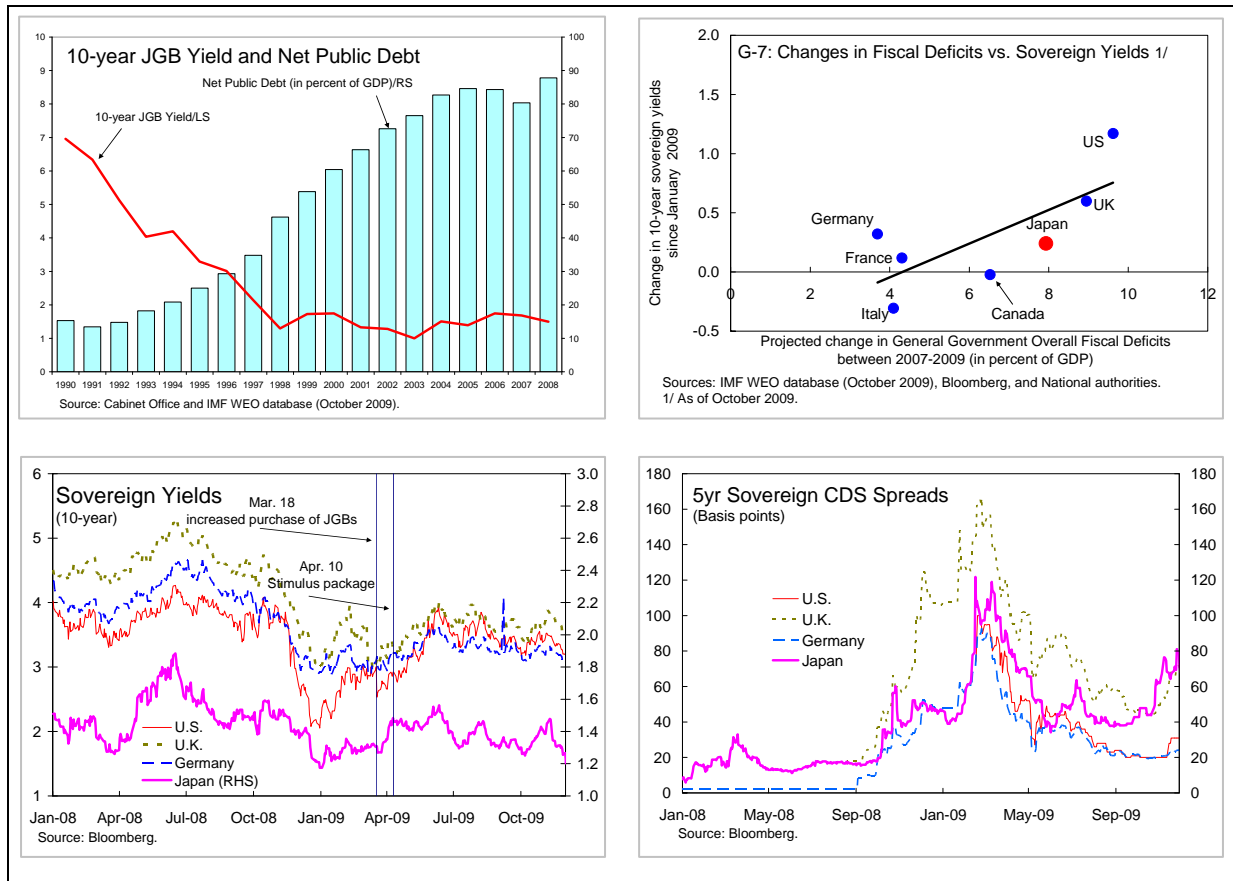 10-year JGB Yield and Net Public Debt
Net Public Debt (in percent of GDP)/RS
10-year JGB Yield/LS
10
9
8
7
6
5
4
3
2
1
0
100
90
80
70
60
50
40
30
20
10
0
1990 1991 1992 1993 1994 1995 1996 1997 1998 1999 2000 2001 2002 2003 2004 2005 2006 2007 2008
Source: Cabinet Office and IMF WEO database (October 2009).
G-7: Changes in Fiscal Deficits vs. Sovereign Yields 1/
Change in 10-year sovereign yields
since January 2009
2.0
1.5
1.0
0.5
0.0
-0.5
US
UK
Japan
Germany
France
Italy
Canada
0 2 4 6 8 10 12
Projected change in General Government Overall Fiscal Deficits
between 2007-2009 (in percent of GDP)
Sources: IMF WEO database (October 2009), Bloomberg, and National authorities.
1/ As of October 2009.
Sovereign Yields
(10-year)
Mar. 18
increased purchase of JGBs
Apr. 10
Stimulus package
6
5
4
3
2
1
3.0
2.8
2.6
2.4
2.2
2.0
1.8
1.6
1.4
1.2
1.0
U.S.
U.K.
Germany
Japan (RHS)
Jan-08 Apr-08 Jul-08 Oct-08 Jan-09 Apr-09 Jul-09 Oct-09
Source: Bloomberg.
5yr Sovereign CDS Spreads
(Basis points)
180
160
140
120
100
80
60
40
20
0
180
160
140
120
100
80
60
40
20
0
U.S.
U.K.
Germany
Japan
Jan-08 May-08 Sep-08 Jan-09 May-09 Sep-09
Source: Bloomberg.